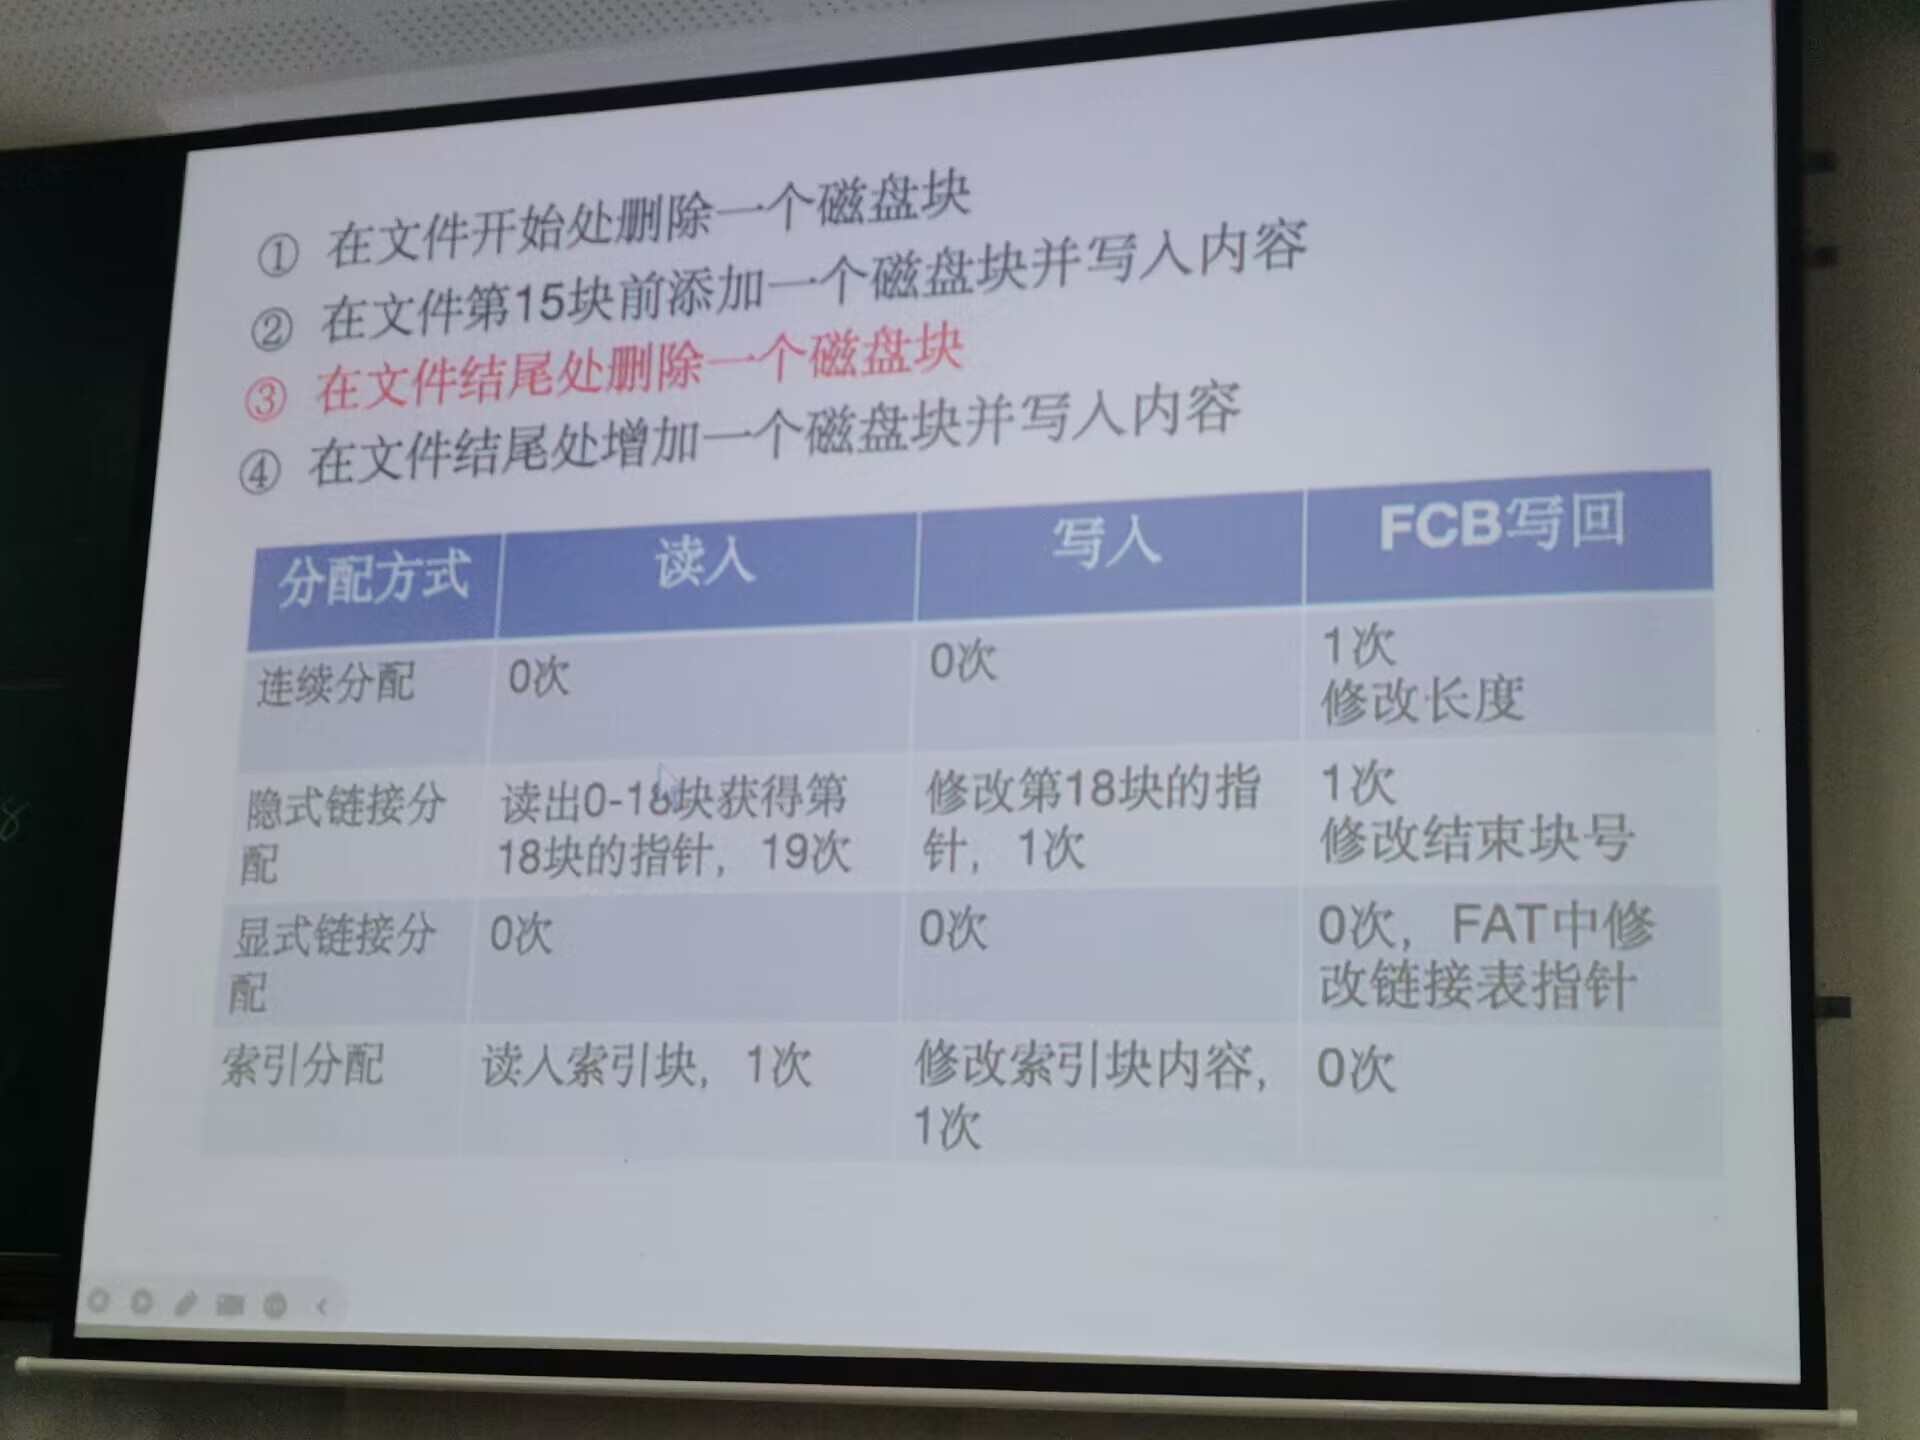 ① 在文件开始处删除一个磁盘块
② 在文件第15块前添加一个磁盘块并写入内容
③ 在文件结尾处删除一个磁盘块
④ 在文件结尾处增加一个磁盘块并写入内容
分配方式 读入 写入 FCB写回
连续分配 0次 0次 1次
修改长度
隐式链接分
配 读出0-18块获得第
18块的指针，19次 修改第18块的指
针，1次 1次
修改结束块号
显式链接分
配 0次 0次 0次，FAT中修
改链接表指针
索引分配 读入索引块，1次 修改索引块内容，
1次 0次
8